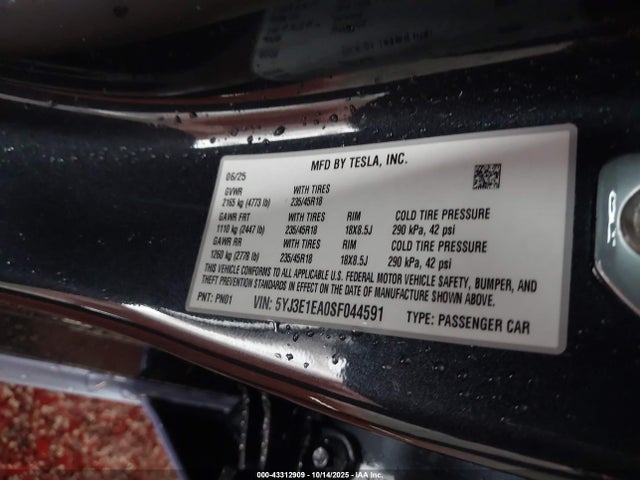 MFD BY TESLA, INC.
06/25
GVWR WITH TIRES
2165 kg (4773 lb) 235/45R18
GAWR FRT WITH TIRES RIM COLD TIRE PRESSURE
1110 kg (2447 lb) 235/45R18 18X8.5J 290 kPa, 42 psi
GAWR RR WITH TIRES RIM COLD TIRE PRESSURE
1260 kg (2778 lb) 235/45R18 18X8.5J 290 kPa, 42 psi
THIS VEHICLE CONFORMS TO ALL APPLICABLE U.S. FEDERAL MOTOR VEHICLE SAFETY, BUMPER, AND
THEFT PREVENTION STANDARDS IN EFFECT ON THE DATE OF MANUFACTURE SHOWN ABOVE.
PNT: PN01 VIN: 5YJ3E1EA0SF044591 TYPE: PASSENGER CAR
000-43312909 - 10/14/2025 - IAA Inc.